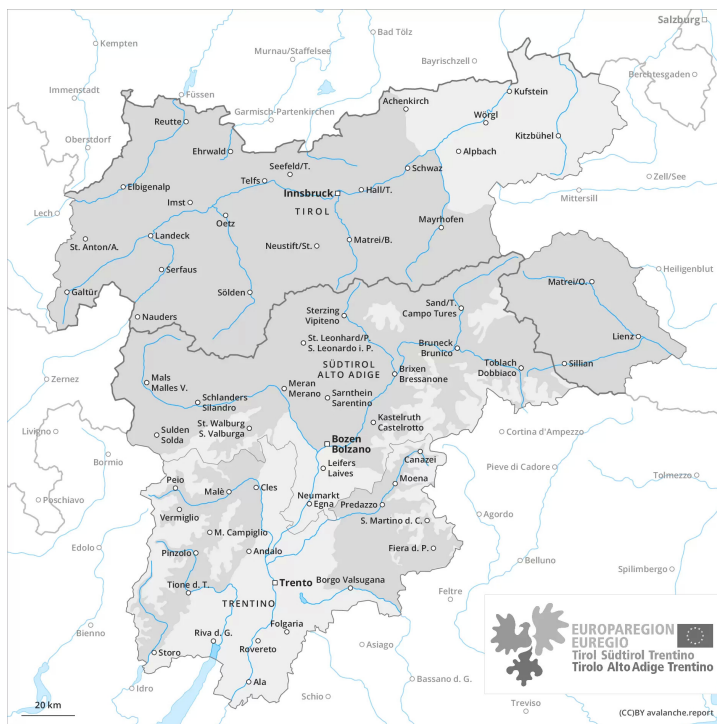 Salzburg
Kempten
Bad Tölz
Murnau/Staffelsee
Bayrischzell
Berchtesgaden
Immenstadt
Füssen
Kufstein
Achenkirch
Garmisch-Partenkirchen
Wörgl
Reutte
Kitzbühel
Oberstdorf
Ehrwald
Alpbach
Seefeld/T.
Schwaz
Zell/See
Telfs
Elbigenalp
Innsbruck
Hall/T.
Mittersill
Imst
TIROL
Lech
Oetz
Mayrhofen
Landeck
St. Anton/A.
Neustift/St.
Matrei/B.
Serfaus
Heiligenblut
Matrei/O.
Galtür
Sölden
Sand/T.
Campo Tures
Sterzing
Vipiteno
Nauders
Lienz
St. Leonhard/P.
S. Leonardo i. P.
Bruneck
Brunico
Toblach
Dobbiaco
Sillian
SÜDTIROL
ALTO ADIGE
Brixen
Bressanone
Zernez
Mals
Malles V.
Meran
Merano
Sarnthein
Sarentino
Schlanders
Silandro
Kastelruth
Castelrotto
St. Walburg
S. Valburga
Livigno
Sulden
Solda
Cortina d'Ampezzo
Bozen
Bolzano
Bormio
Canazei
Leifers
Laives
Pieve di Cadore
Tolmezzo
Peio
Moena
Malè
Cles
Neumarkt
Egna
Predazzo
Poschiavo
Vermiglio
S. Martino d. C.
Agordo
M. Campiglio
Edolo
Pinzolo
Andalo
Fiera d. P.
Belluno
Spilimbergo
Tione d. T.
Trento
Borgo Valsugana
Feltre
TRENTINO
Folgaria
Bienno
Riva d. G.
Rovereto
Asiago
Storo
Bassano d. G.
Idro
Ala
Schio
Treviso
EUROPAREGION
EUREGIO
Tirol Südtirol Trentino
Tirolo Alto Adige Trentino
20 km
(CC)BY avalanche.report